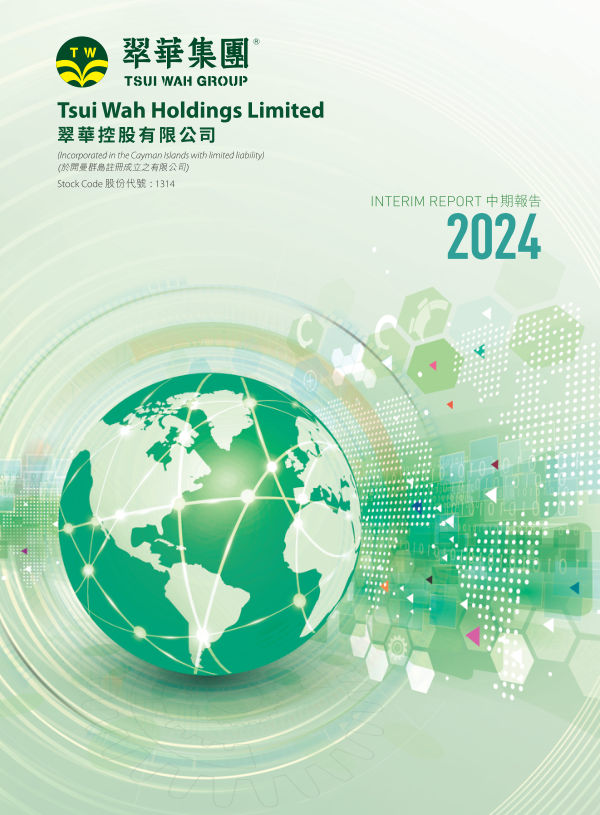 T W
翠華集團®
TSUI WAH GROUP
Tsui Wah Holdings Limited
翠華控股有限公司
(Incorporated in the Cayman Islands with limited liability)
(於開曼群島註冊成立之有限公司)
Stock Code 股份代號 : 1314
INTERIM REPORT 中期報告
2024